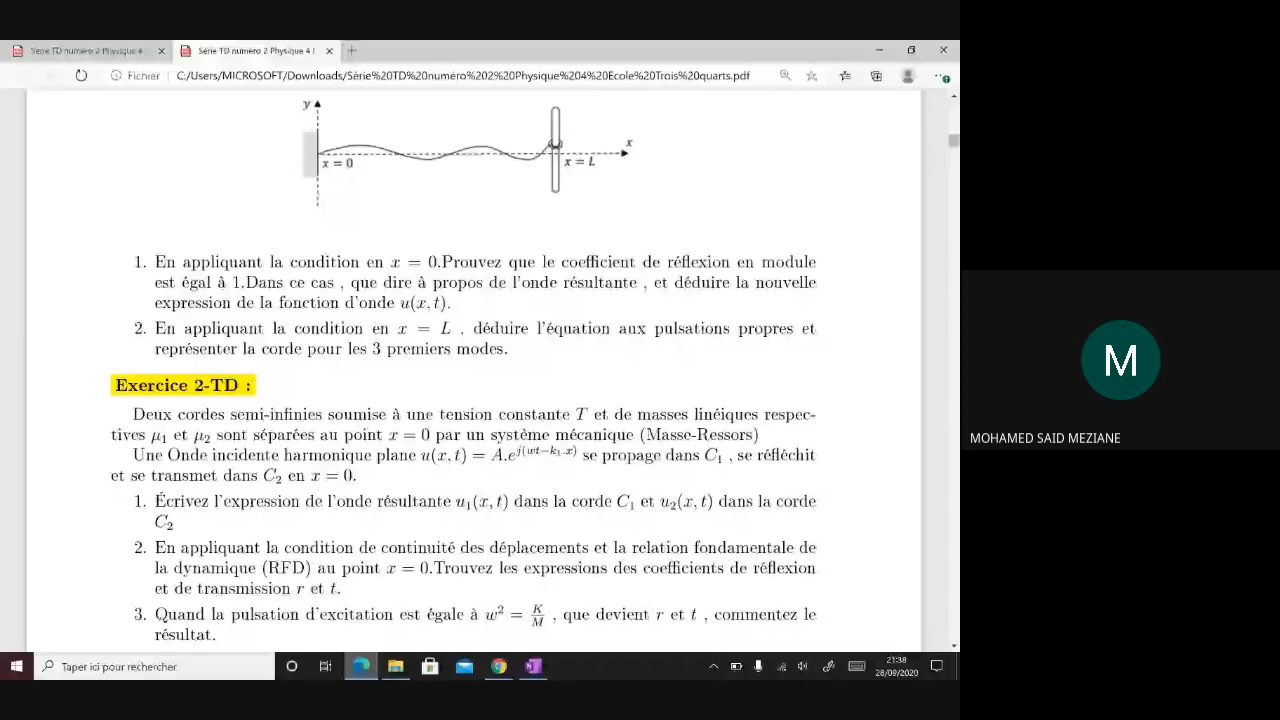 Série TD numéro 2 Physique 4
Série TD numéro 2 Physique 4 I
Fichier
C:/Users/MICROSOFT/Downloads/Série%20TD%20numéro%202%20Physique%204%20Ecole%20Trois%20quarts.pdf
y
x
x = 0
x = L
1. En appliquant la condition en x = 0.Prouvez que le coefficient de réflexion en module
est égal à 1.Dans ce cas , que dire à propos de l'onde résultante , et déduire la nouvelle
expression de la fonction d'onde u(x, t).
2. En appliquant la condition en x = L , déduire l'équation aux pulsations propres et
représenter la corde pour les 3 premiers modes.
Exercice 2-TD :
Deux cordes semi-infinies soumise à une tension constante T et de masses linéiques respec-
tives μ₁ et μ₂ sont séparées au point x = 0 par un système mécanique (Masse-Ressors)
Une Onde incidente harmonique plane u(x, t) = A.e^{j(wt−k₁.x)} se propage dans C₁ , se réfléchit
et se transmet dans C₂ en x = 0.
1. Écrivez l'expression de l'onde résultante u₁(x, t) dans la corde C₁ et u₂(x, t) dans la corde
C₂
2. En appliquant la condition de continuité des déplacements et la relation fondamentale de
la dynamique (RFD) au point x = 0.Trouvez les expressions des coefficients de réflexion
et de transmission r et t.
3. Quand la pulsation d'excitation est égale à w² = K/M , que devient r et t , commentez le
résultat.
M
MOHAMED SAID MEZIANE
Taper ici pour rechercher
21:38
28/09/2020